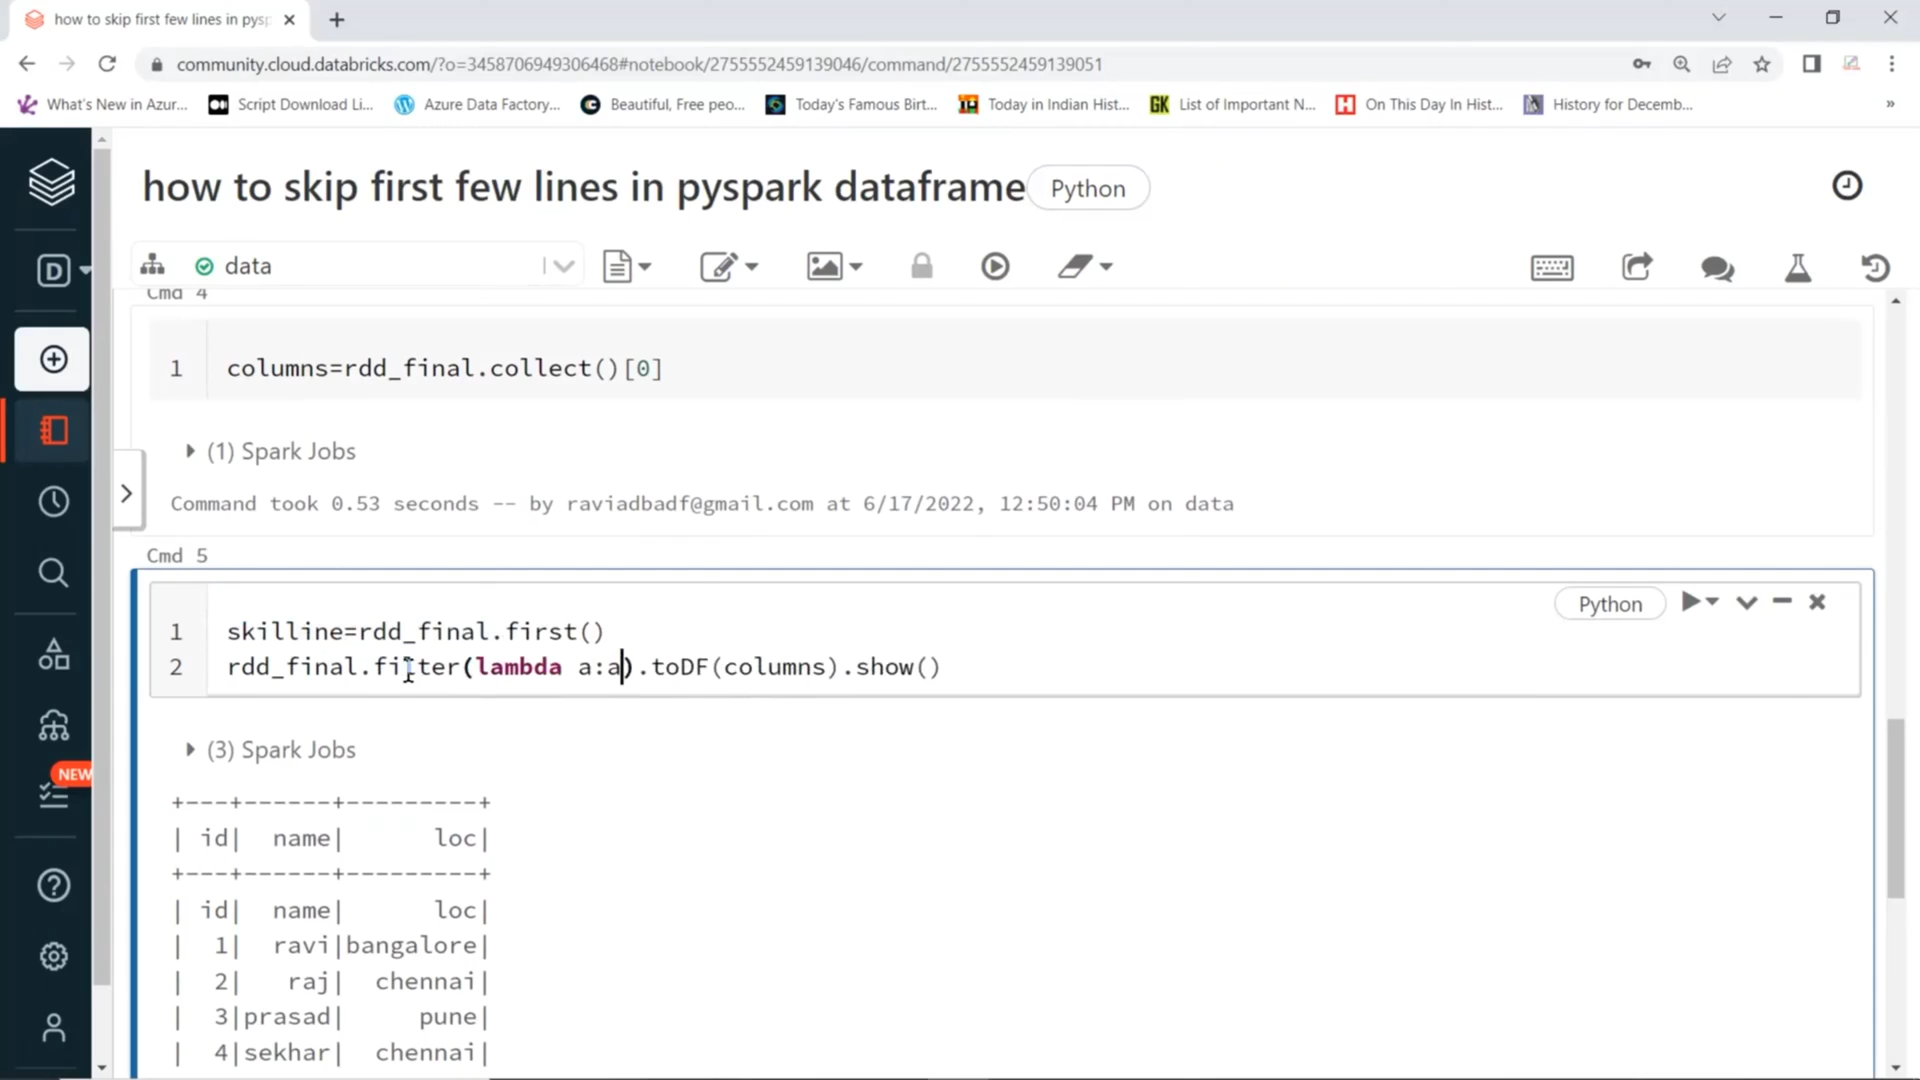 how to skip first few lines in pysp
community.cloud.databricks.com/?o=3458706949306468#notebook/2755552459139046/command/2755552459139051
What's New in Azur... Script Download Li... Azure Data Factory... Beautiful, Free peo... Today's Famous Birt... Today in Indian Hist... GK List of Important N... H On This Day In Hist... History for Decemb... »
how to skip first few lines in pyspark dataframe Python
D
data
Cmd 4
1 columns=rdd_final.collect()[0]
(1) Spark Jobs
Command took 0.53 seconds -- by raviadbadf@gmail.com at 6/17/2022, 12:50:04 PM on data
Cmd 5
Python
1 skilline=rdd_final.first()
2 rdd_final.filter(lambda a:a).toDF(columns).show()
(3) Spark Jobs
NEW
+---+------+---------+
| id|  name|      loc|
+---+------+---------+
| id|  name|      loc|
|  1|  ravi|bangalore|
|  2|   raj|  chennai|
|  3|prasad|     pune|
|  4|sekhar|  chennai|